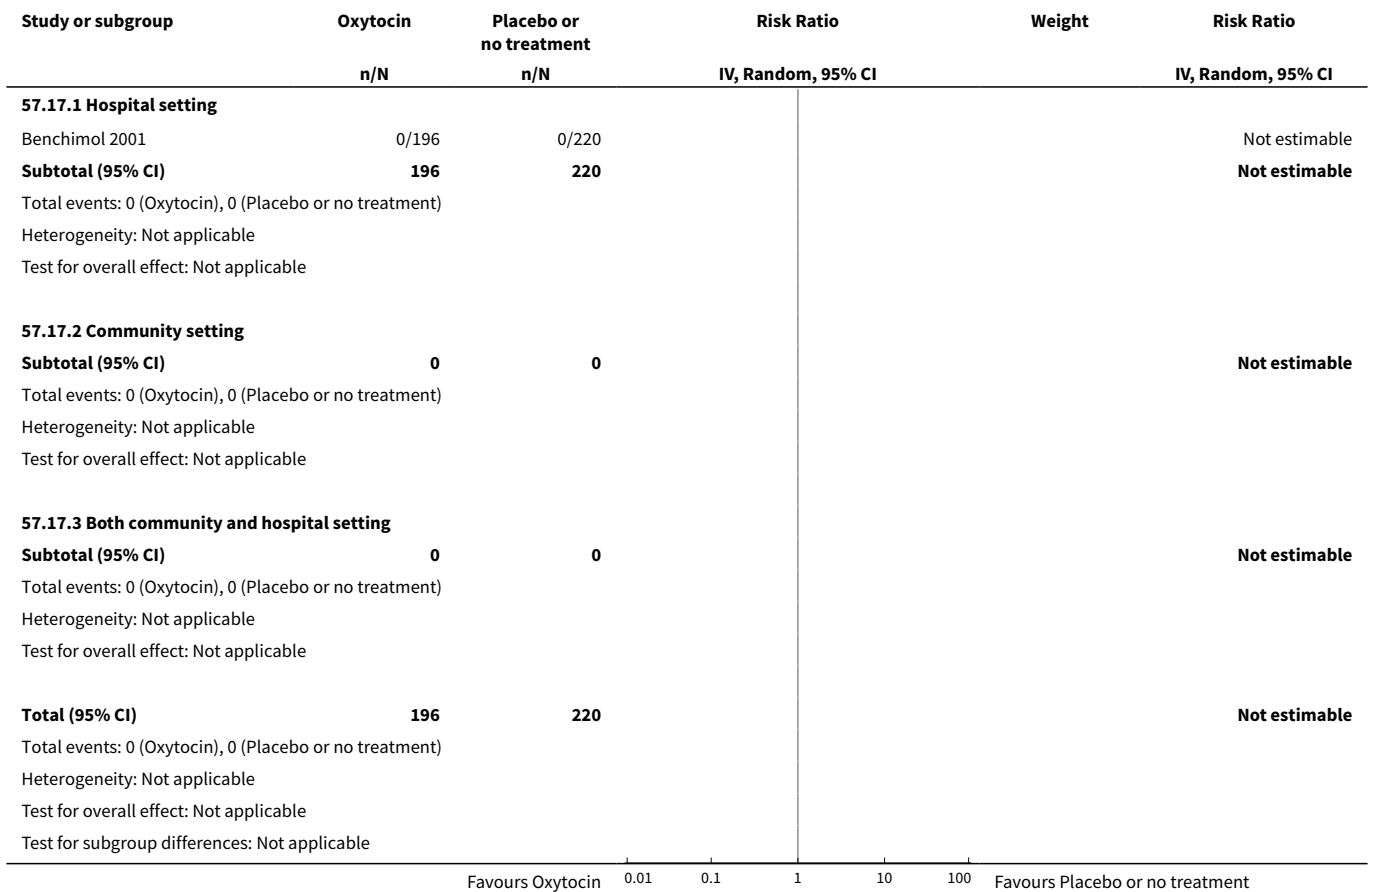 Study or subgroup Oxytocin Placebo or no treatment Risk Ratio Weight Risk Ratio
n/N n/N IV, Random, 95% CI IV, Random, 95% CI
57.17.1 Hospital setting
Benchimol 2001 0/196 0/220 Not estimable
Subtotal (95% CI) 196 220 Not estimable
Total events: 0 (Oxytocin), 0 (Placebo or no treatment)
Heterogeneity: Not applicable
Test for overall effect: Not applicable
57.17.2 Community setting
Subtotal (95% CI) 0 0 Not estimable
Total events: 0 (Oxytocin), 0 (Placebo or no treatment)
Heterogeneity: Not applicable
Test for overall effect: Not applicable
57.17.3 Both community and hospital setting
Subtotal (95% CI) 0 0 Not estimable
Total events: 0 (Oxytocin), 0 (Placebo or no treatment)
Heterogeneity: Not applicable
Test for overall effect: Not applicable
Total (95% CI) 196 220 Not estimable
Total events: 0 (Oxytocin), 0 (Placebo or no treatment)
Heterogeneity: Not applicable
Test for overall effect: Not applicable
Test for subgroup differences: Not applicable
Favours Oxytocin 0.01 0.1 1 10 100 Favours Placebo or no treatment